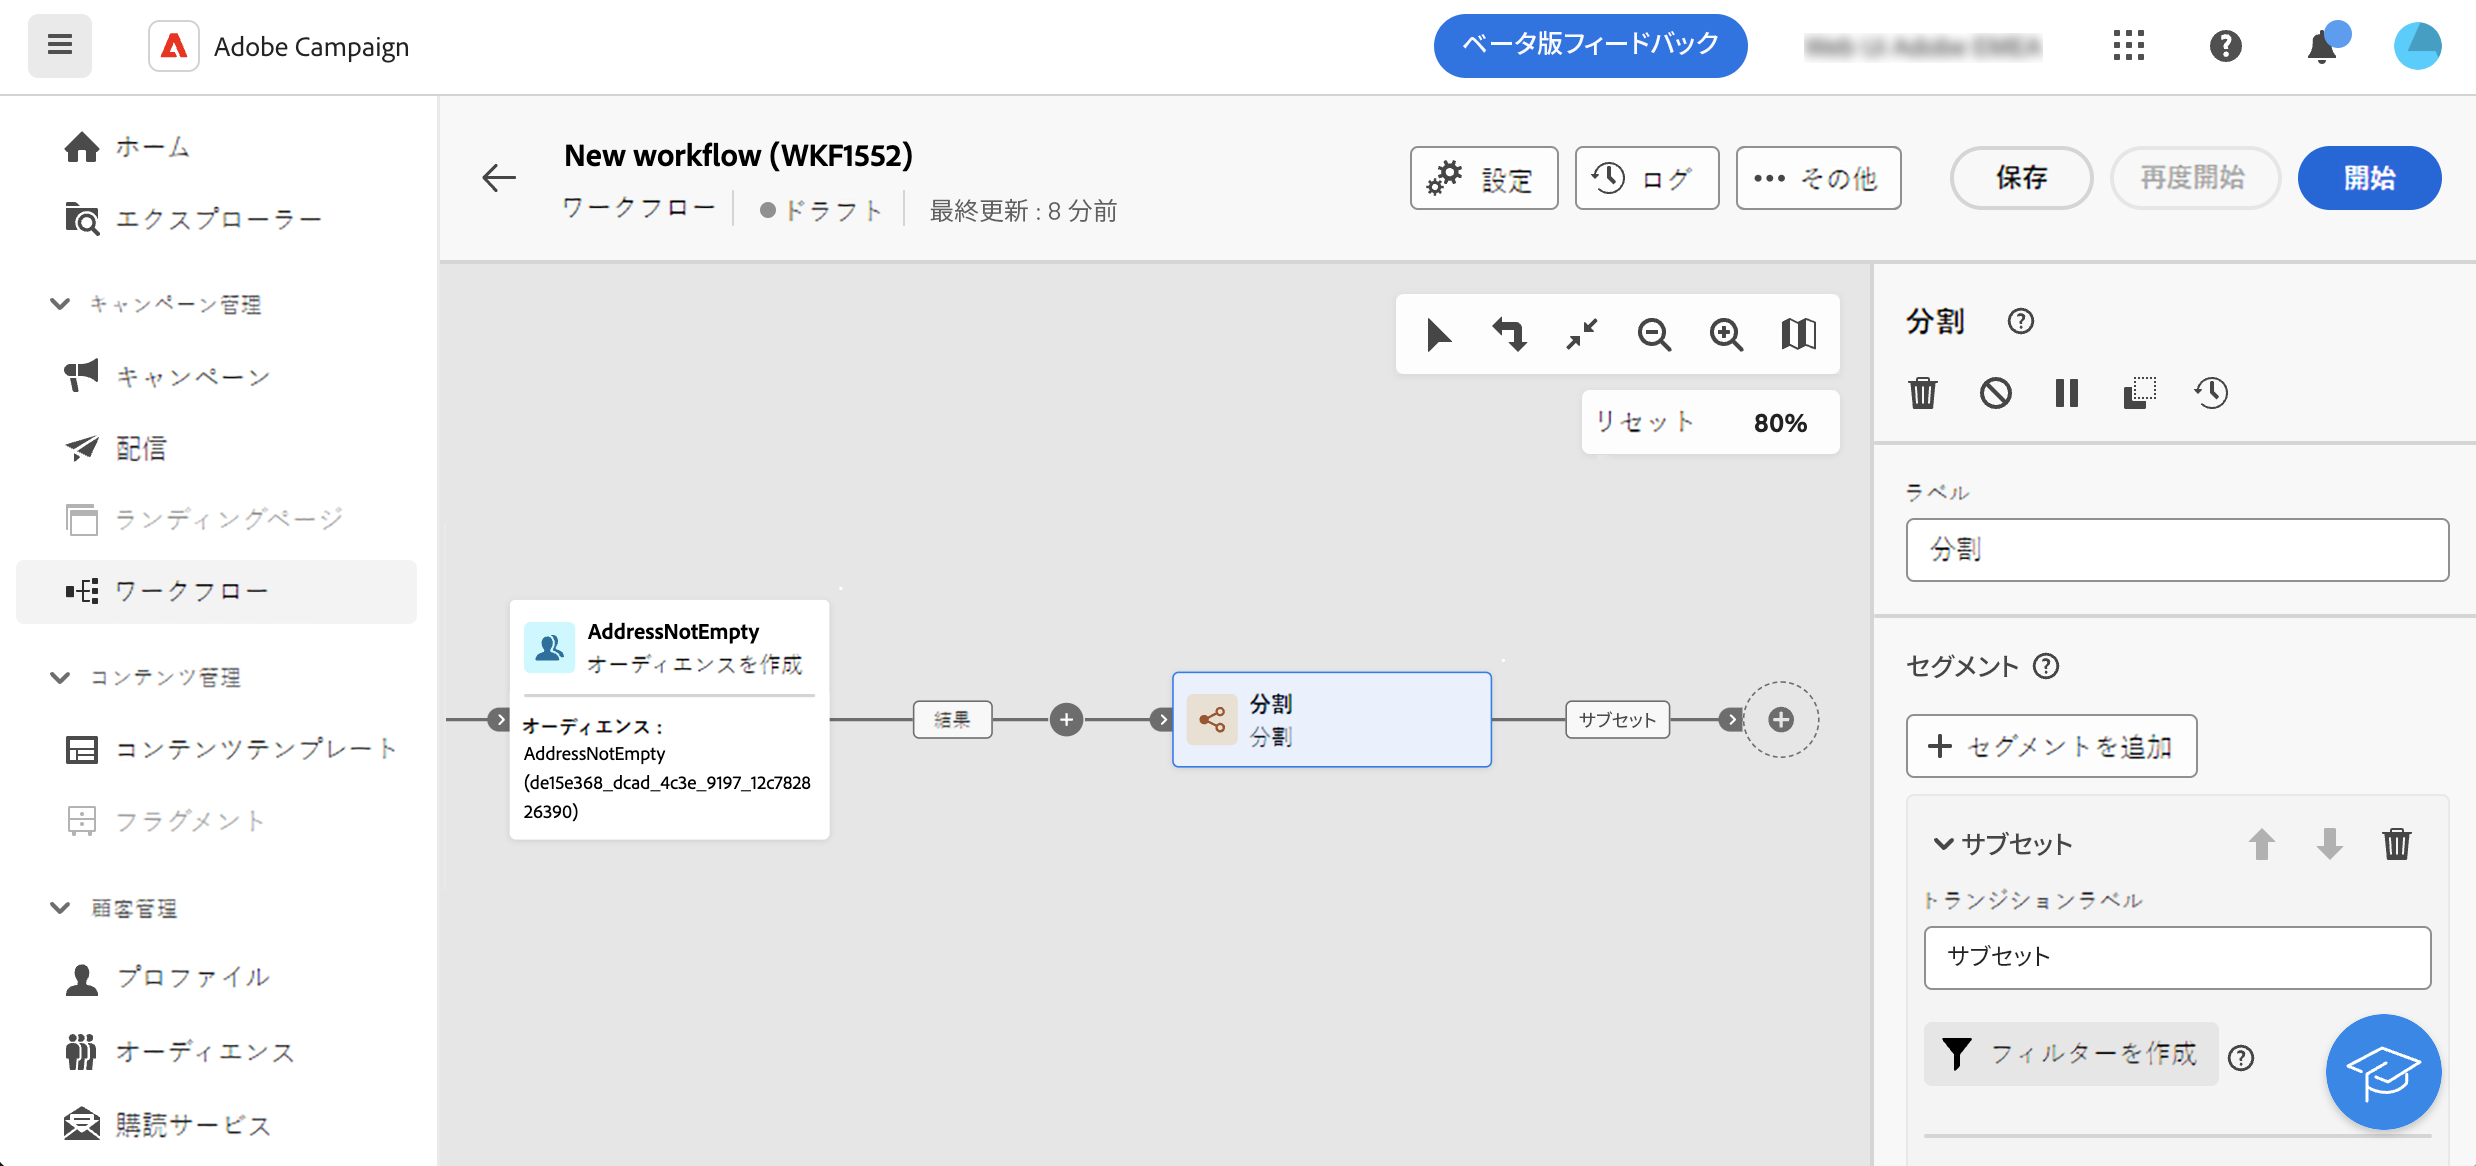 Adobe Campaign
ベータ版フィードバック
ホーム
エクスプローラー
キャンペーン管理
キャンペーン
配信
ランディングページ
ワークフロー
コンテンツ管理
コンテンツテンプレート
フラグメント
顧客管理
プロファイル
オーディエンス
購読サービス
New workflow (WKF1552)
ワークフロー
ドラフト
最終更新 : 8 分前
設定
ログ
その他
保存
再度開始
開始
リセット
80%
AddressNotEmpty
オーディエンスを作成
オーディエンス :
AddressNotEmpty
(de15e368_dcad_4c3e_9197_12c7828
26390)
結果
分割
分割
サブセット
分割
ラベル
分割
セグメント
セグメントを追加
サブセット
トランジションラベル
サブセット
フィルターを作成